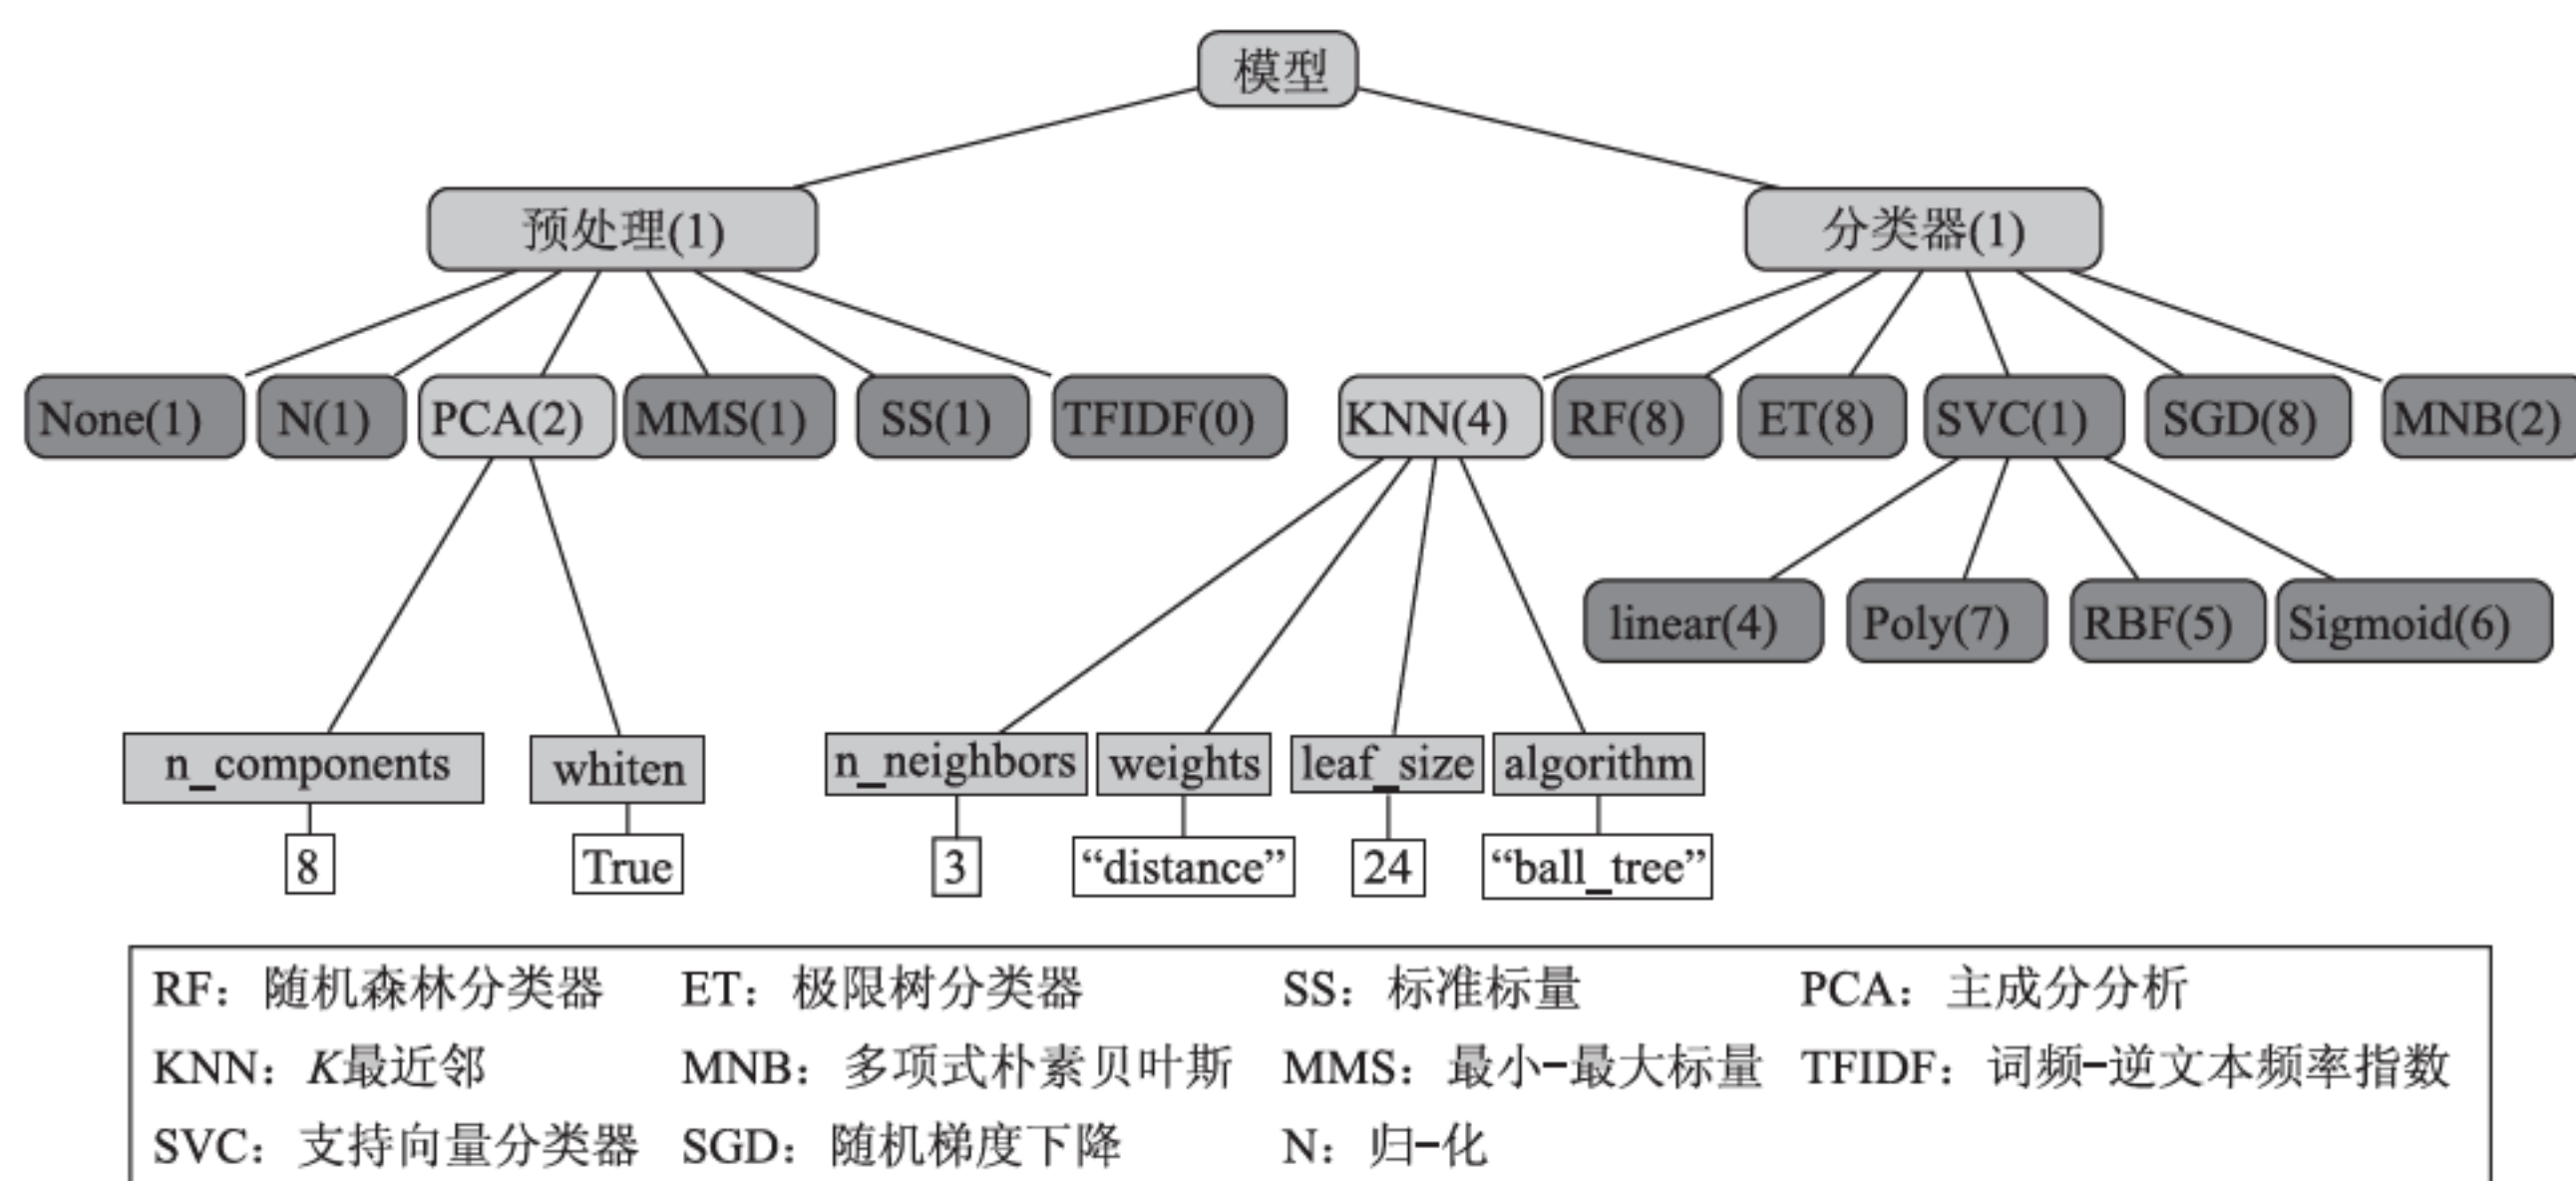 模型
预处理(1) 分类器(1)
None(1) N(1) PCA(2) MMS(1) SS(1) TFIDF(0) KNN(4) RF(8) ET(8) SVC(1) SGD(8) MNB(2)
linear(4) Poly(7) RBF(5) Sigmoid(6)
n_components whiten n_neighbors weights leaf_size algorithm
8 True 3 “distance” 24 “ball_tree”
RF：随机森林分类器 ET：极限树分类器 SS：标准标量 PCA：主成分分析
KNN：K最近邻 MNB：多项式朴素贝叶斯 MMS：最小-最大标量 TFIDF：词频-逆文本频率指数
SVC：支持向量分类器 SGD：随机梯度下降 N：归-化